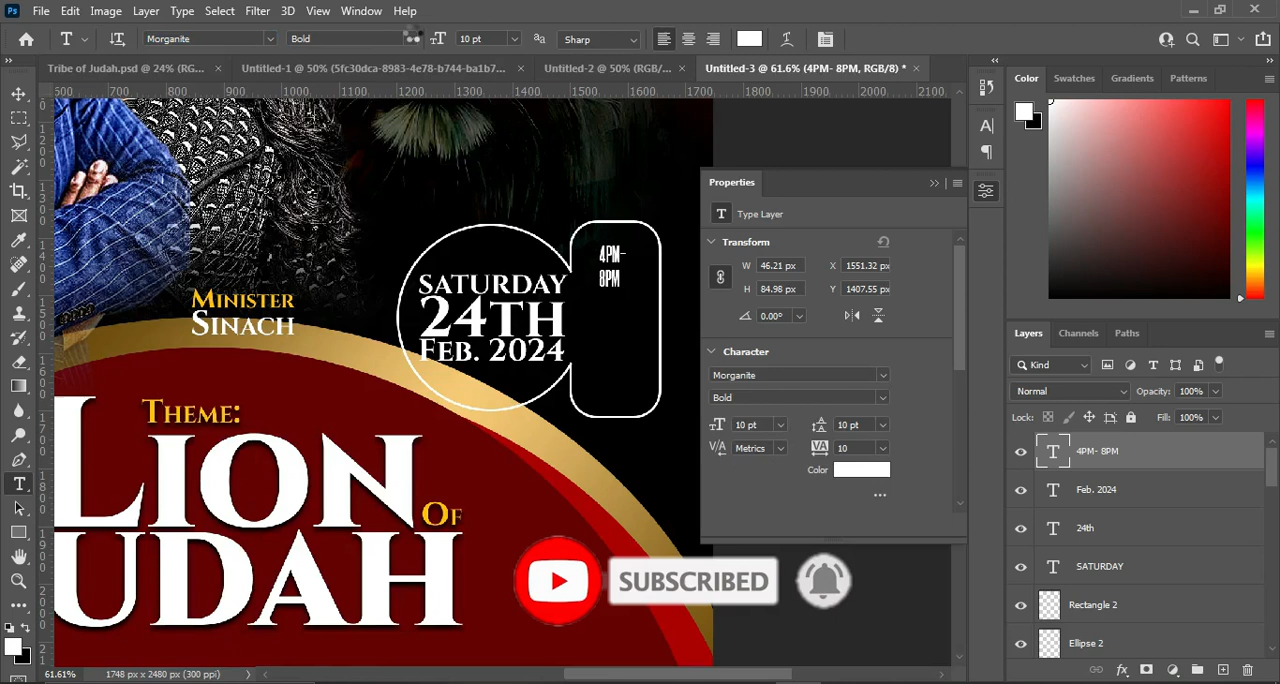 Ps File Edit Image Layer Type Select Filter 3D View Window Help
T Morganite Bold 10 pt Sharp
Tribe of Judah.psd @ 24% (RG... × Untitled-1 @ 50% (5fc30dca-8983-4e78-b744-ba1b7... × Untitled-2 @ 50% (RGB/... × Untitled-3 @ 61.6% (4PM- 8PM, RGB/8) * ×
500 700 800 900 1000 1100 1200 1300 1400 1500 1600 1700 1800 1900 2000 2100
Minister
Sinach
Saturday
24th
Feb. 2024
4PM-
8PM
Theme:
Lion
Of
Udah
SUBSCRIBED
Properties
T Type Layer
Transform
W 46.21 px X 1551.32 px
H 84.98 px Y 1407.55 px
0.00°
Character
Morganite
Bold
10 pt 10 pt
Metrics 10
Color
Color Swatches Gradients Patterns
Layers Channels Paths
Kind
Normal Opacity: 100%
Lock: Fill: 100%
T 4PM- 8PM
T Feb. 2024
T 24th
T SATURDAY
Rectangle 2
Ellipse 2
61.61% 1748 px x 2480 px (300 ppi)